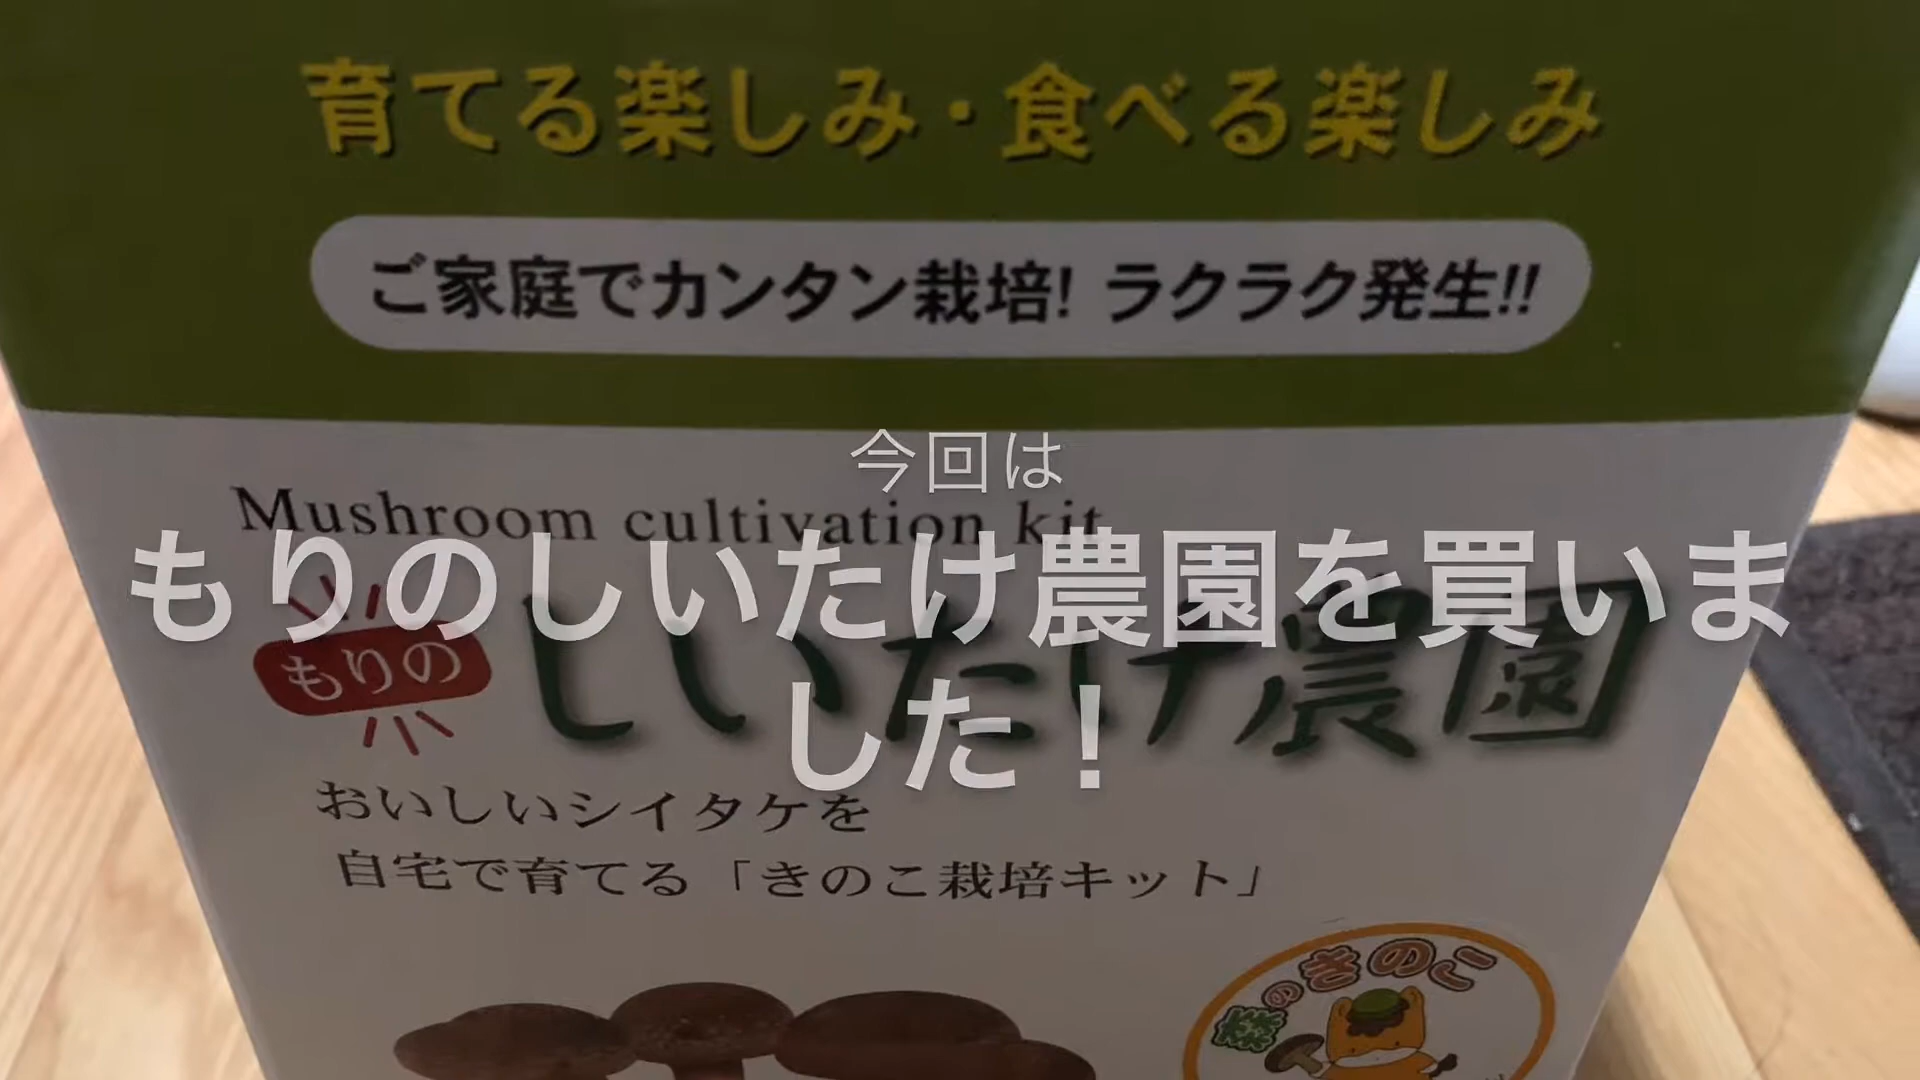 育てる楽しみ・食べる楽しみ
ご家庭でカンタン栽培! ラクラク発生!!
今回は
Mushroom cultivation kit
もりのしいたけ農園を買いま
した！
もりの
しいたけ農園
おいしいシイタケを
自宅で育てる「きのこ栽培キット」
きのこ